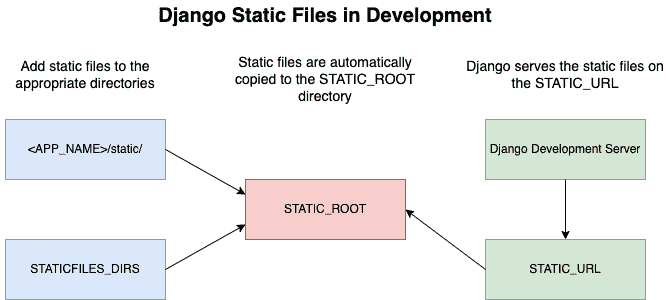 Django Static Files in Development
Add static files to the
appropriate directories
Static files are automatically
copied to the STATIC_ROOT
directory
Django serves the static files on
the STATIC_URL
<APP_NAME>/static/
Django Development Server
STATIC_ROOT
STATICFILES_DIRS
STATIC_URL